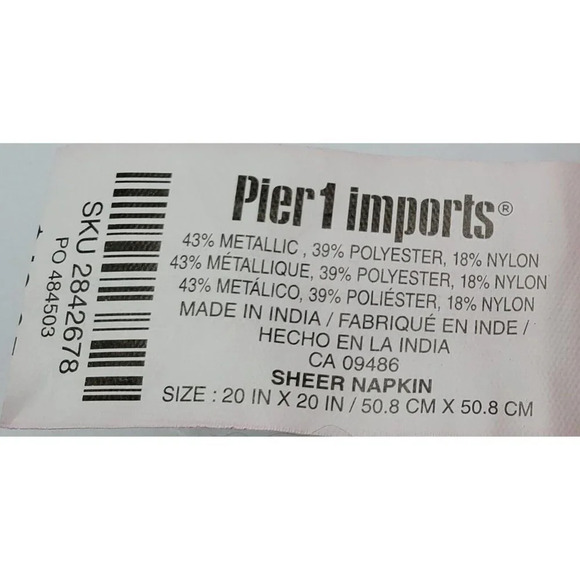 Pier 1 imports®
43% METALLIC , 39% POLYESTER, 18% NYLON
43% MÉTALLIQUE, 39% POLYESTER, 18% NYLON
43% METÁLICO, 39% POLIÉSTER, 18% NYLON
MADE IN INDIA / FABRIQUÉ EN INDE /
HECHO EN LA INDIA
CA 09486
SHEER NAPKIN
SIZE : 20 IN X 20 IN / 50.8 CM X 50.8 CM
SKU 2842678
PO 484503